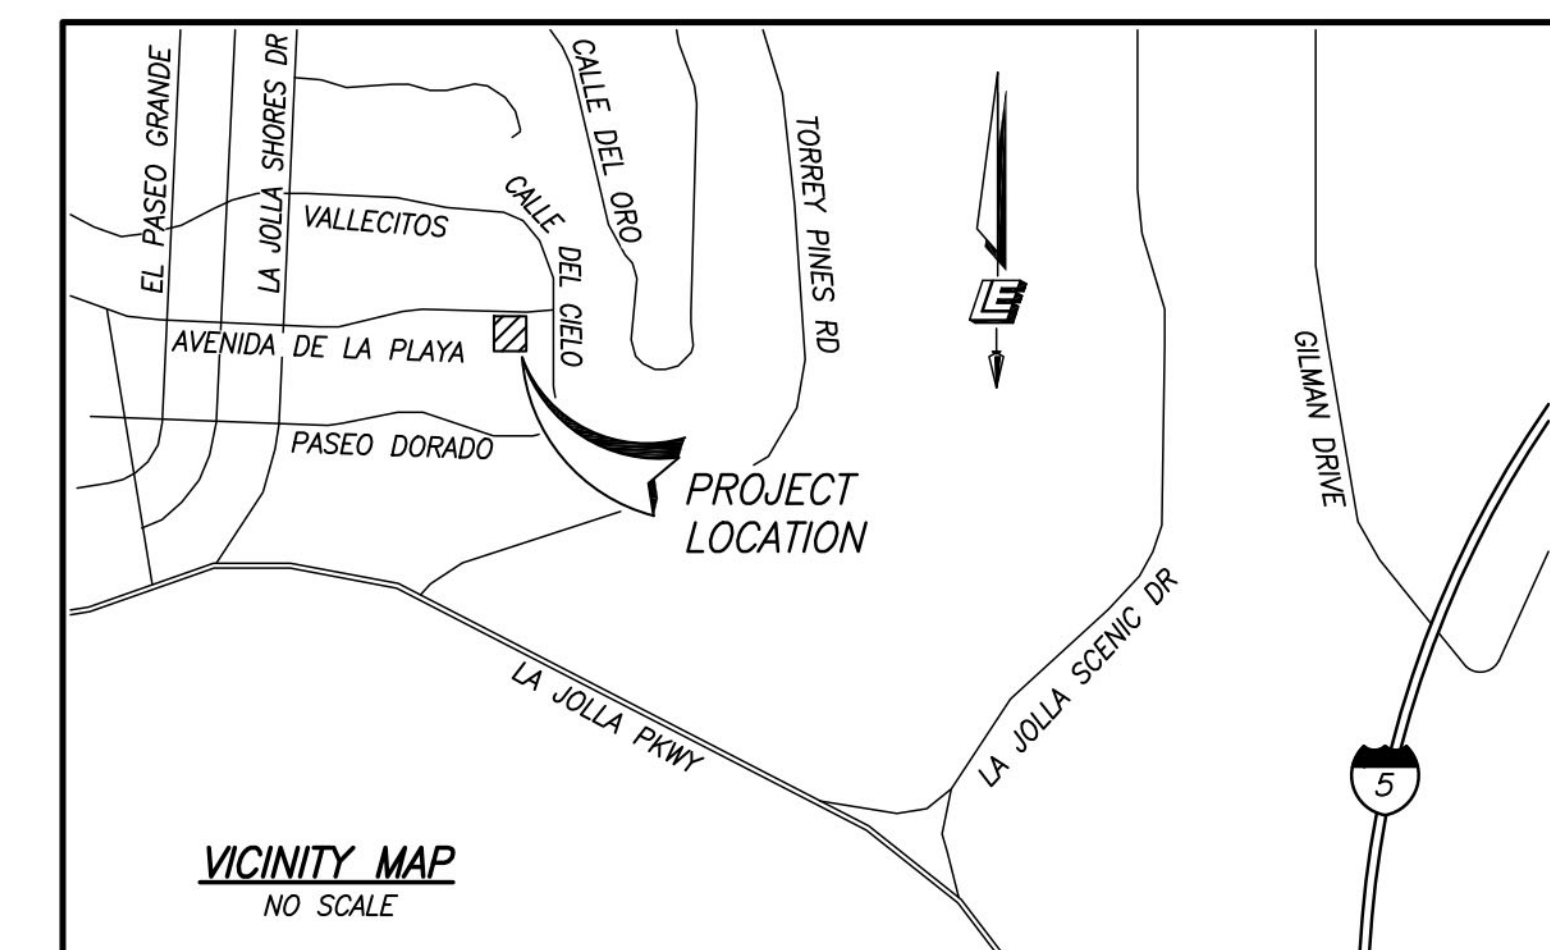 EL PASEO GRANDE
LA JOLLA SHORES DR
CALLE DEL ORO
TORREY PINES RD
VALLECITOS
CALLE DEL CIELO
AVENIDA DE LA PLAYA
PASEO DORADO
PROJECT
LOCATION
LE
GILMAN DRIVE
LA JOLLA SCENIC DR
LA JOLLA PKWY
5
VICINITY MAP
NO SCALE